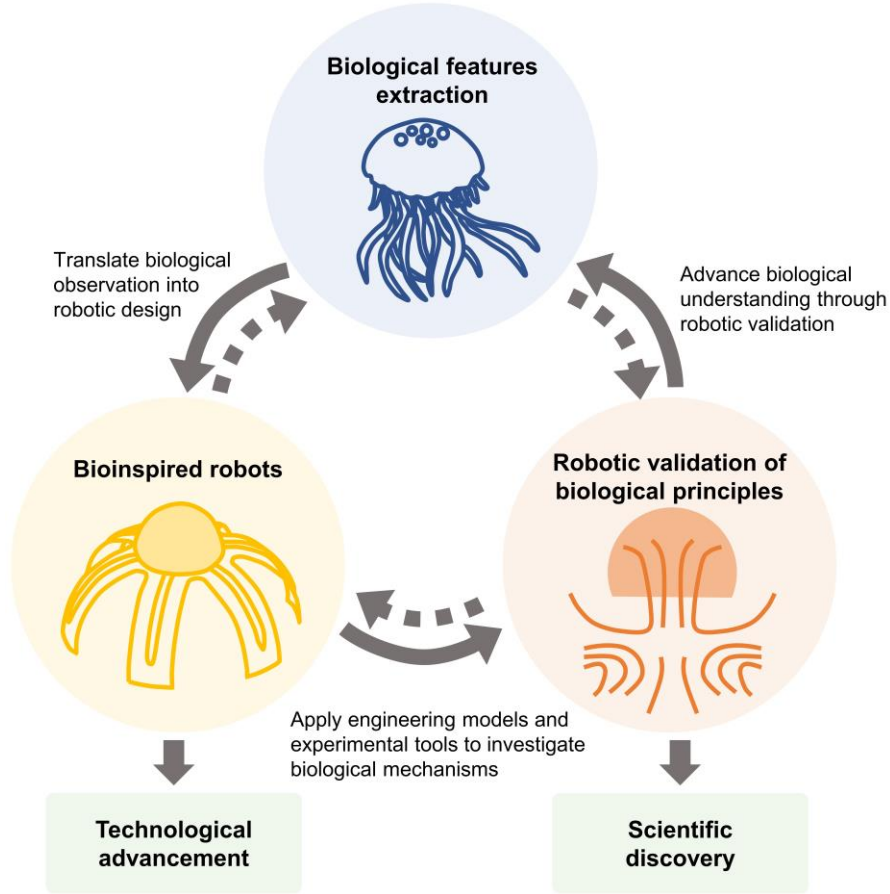 Biological features
extraction
Translate biological
observation into
robotic design
Advance biological
understanding through
robotic validation
Bioinspired robots
Robotic validation of
biological principles
Apply engineering models and
experimental tools to investigate
biological mechanisms
Technological
advancement
Scientific
discovery